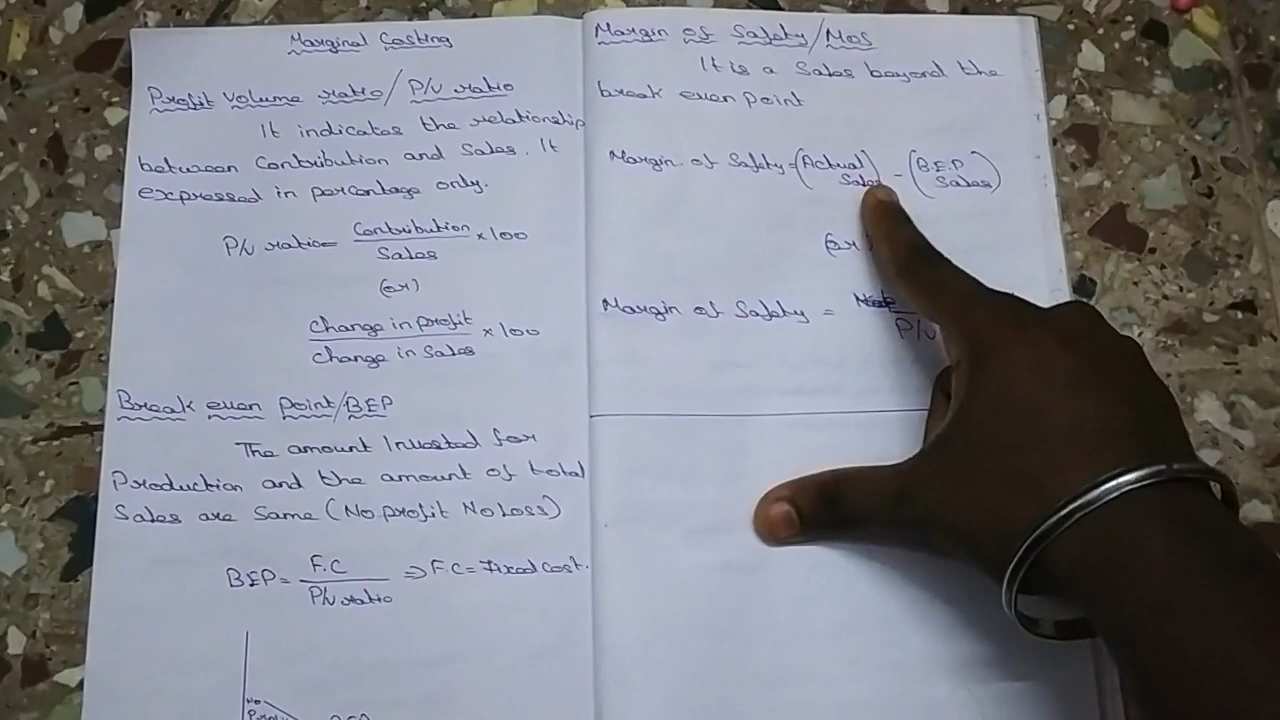 Marginal Costing
Profit Volume ratio/P/v ratio
It indicates the relationship
between Contribution and Sales. It
expressed in percentage only.
P/v ratio= Contribution/Sales ×100
(or)
change in profit/change in Sales ×100
Break even Point/BEP
The amount Invested for
Production and the amount of total
Sales are Same (No profit No Loss)
BEP= F.C/P/v ratio ⇒ F.C = Fixed Cost.
No
Margin of Safety/MOS
It is a Sales beyond the
break even point
Margin of Safety=(Actual Sales) - (B.E.P Sales)
(or)
Margin of Safety = P/v